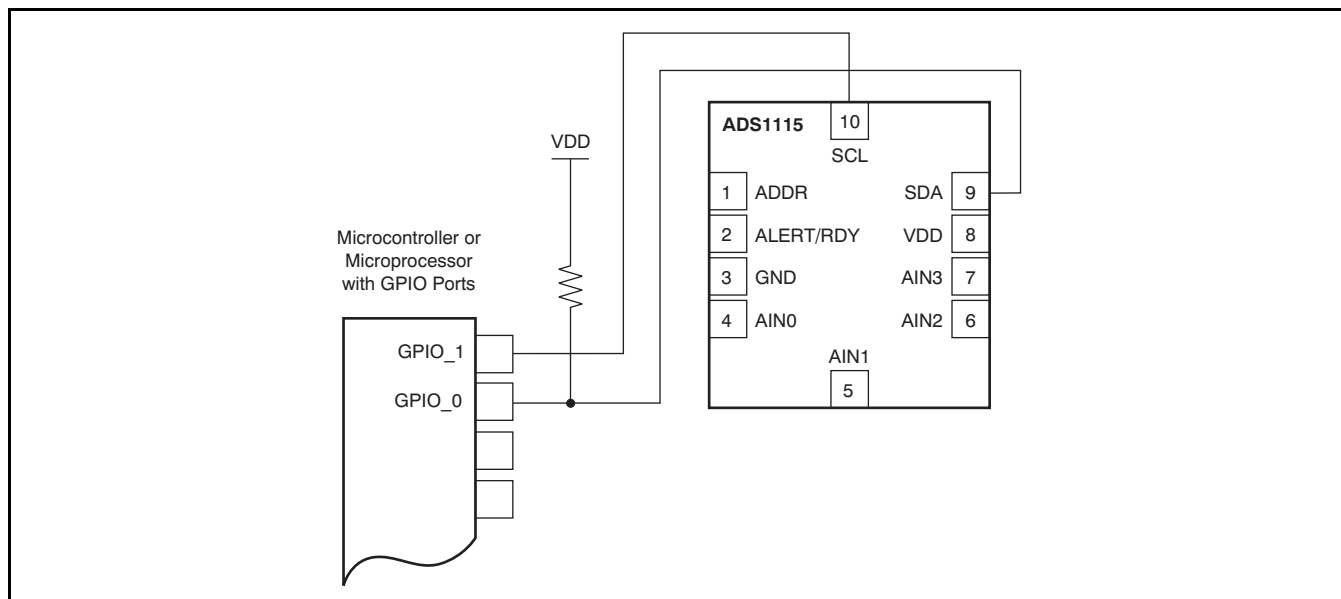 ADS1115
10
SCL
VDD
1 ADDR
SDA 9
2 ALERT/RDY
VDD 8
Microcontroller or
Microprocessor
with GPIO Ports
3 GND
AIN3 7
4 AIN0
AIN2 6
GPIO_1
AIN1
5
GPIO_0